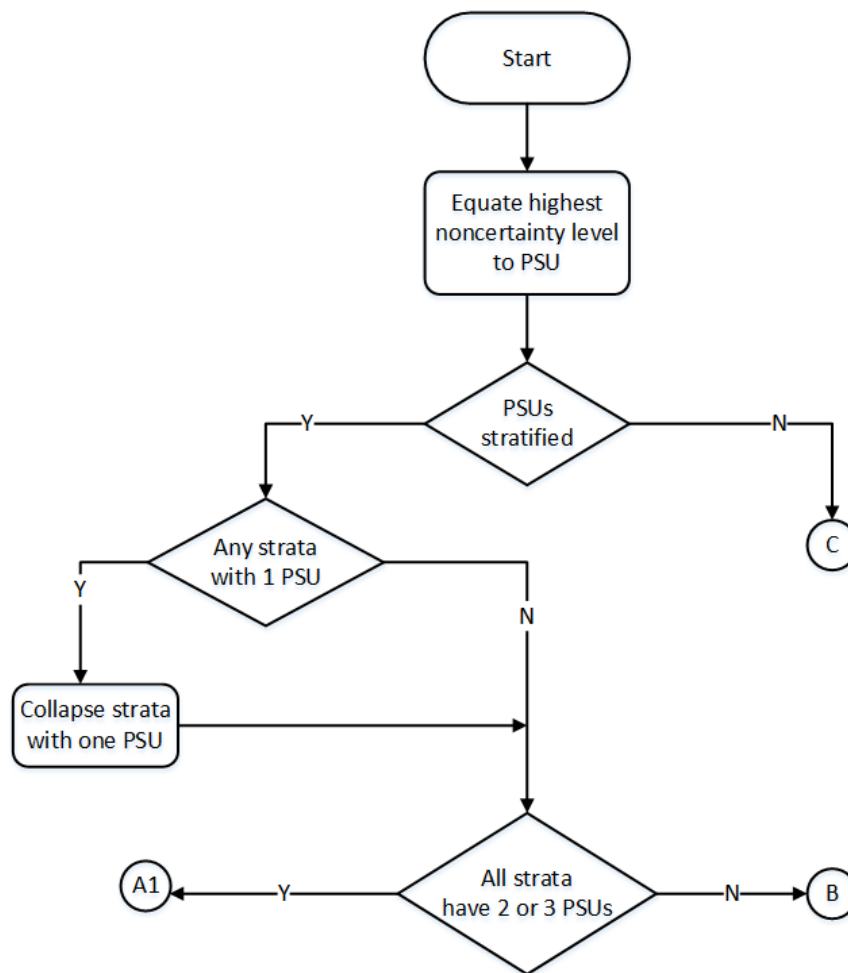 Start
Equate highest
noncertainty level
to PSU
PSUs
stratified
Y
N
C
Any strata
with 1 PSU
Y
N
Collapse strata
with one PSU
All strata
have 2 or 3 PSUs
Y
A1
N
B